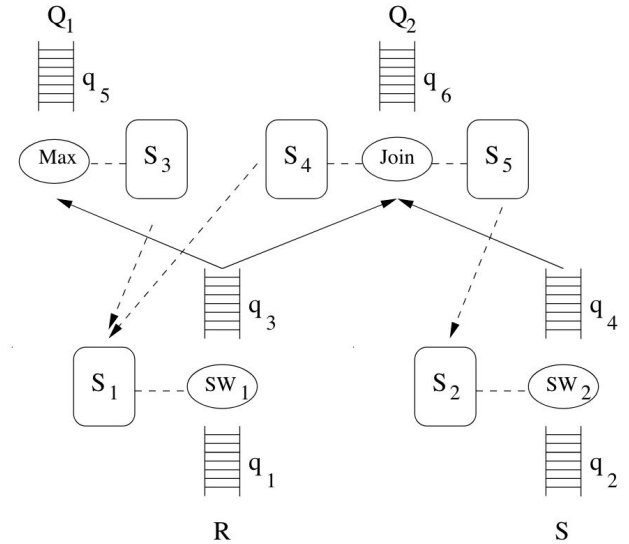 Q1 Q2
q5 q6
Max S3 S4 Join S5
q3 q4
S1 SW1 S2 SW2
q1 q2
R S